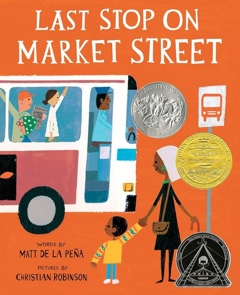 LAST STOP ON
MARKET STREET
WORDS BY
MATT DE LA PEÑA
PICTURES BY
CHRISTIAN ROBINSON